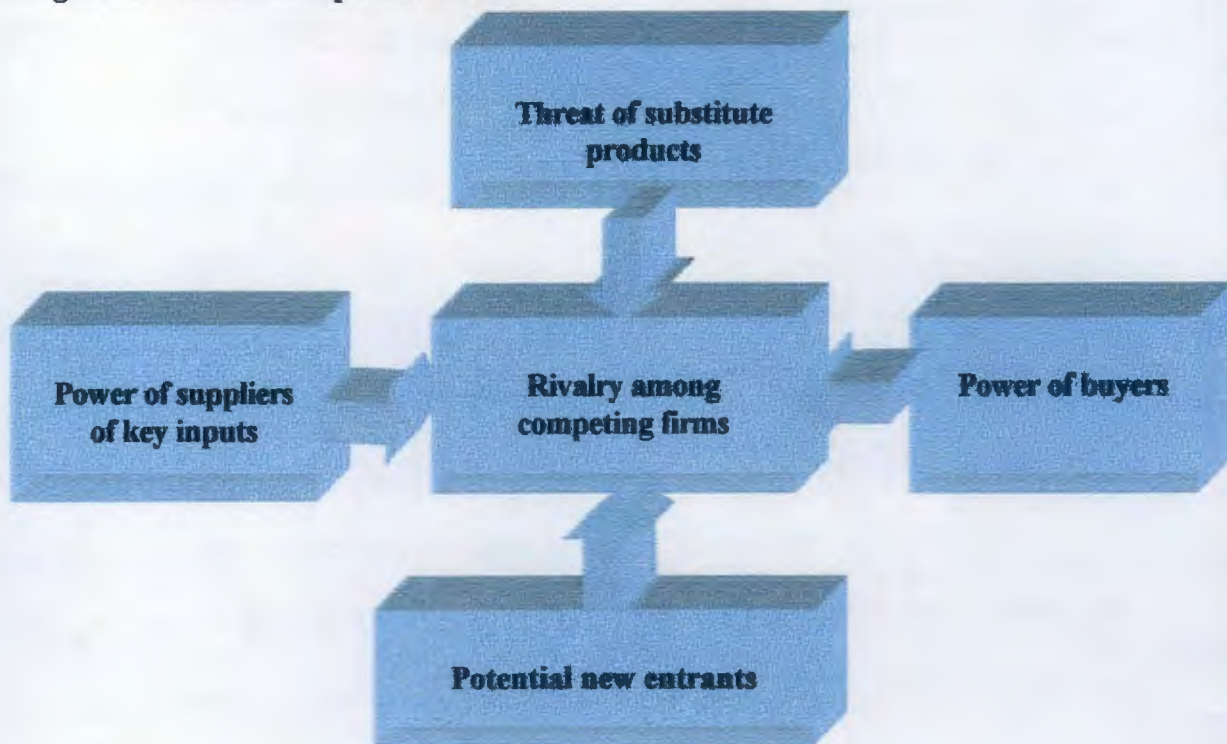 Threat of substitute
products
Power of suppliers
of key inputs
Rivalry among
competing firms
Power of buyers
Potential new entrants